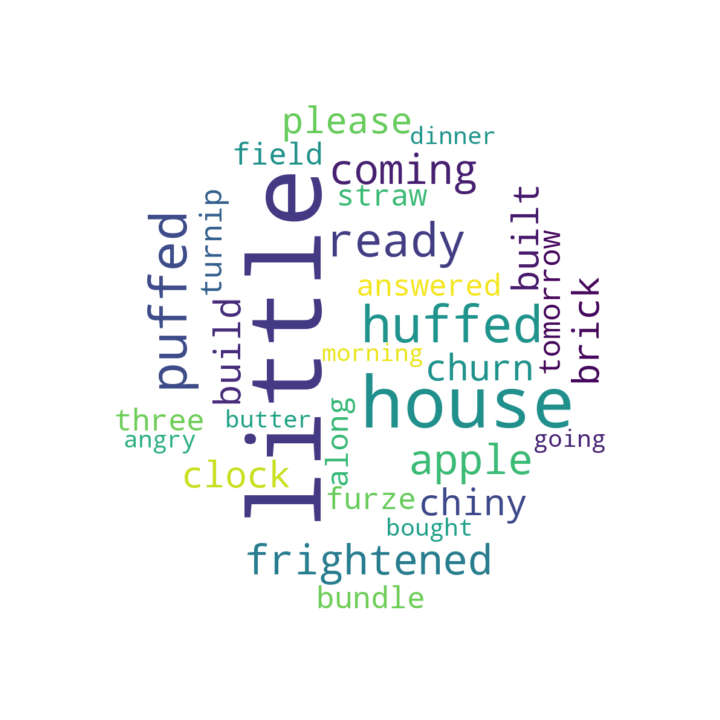 please
dinner
field
coming
straw
little
turnip
built
puffed
ready
tomorrow
answered
brick
huffed
build
morning
churn
house
three
butter
along
angry
going
apple
clock
furze
chiny
bought
frightened
bundle